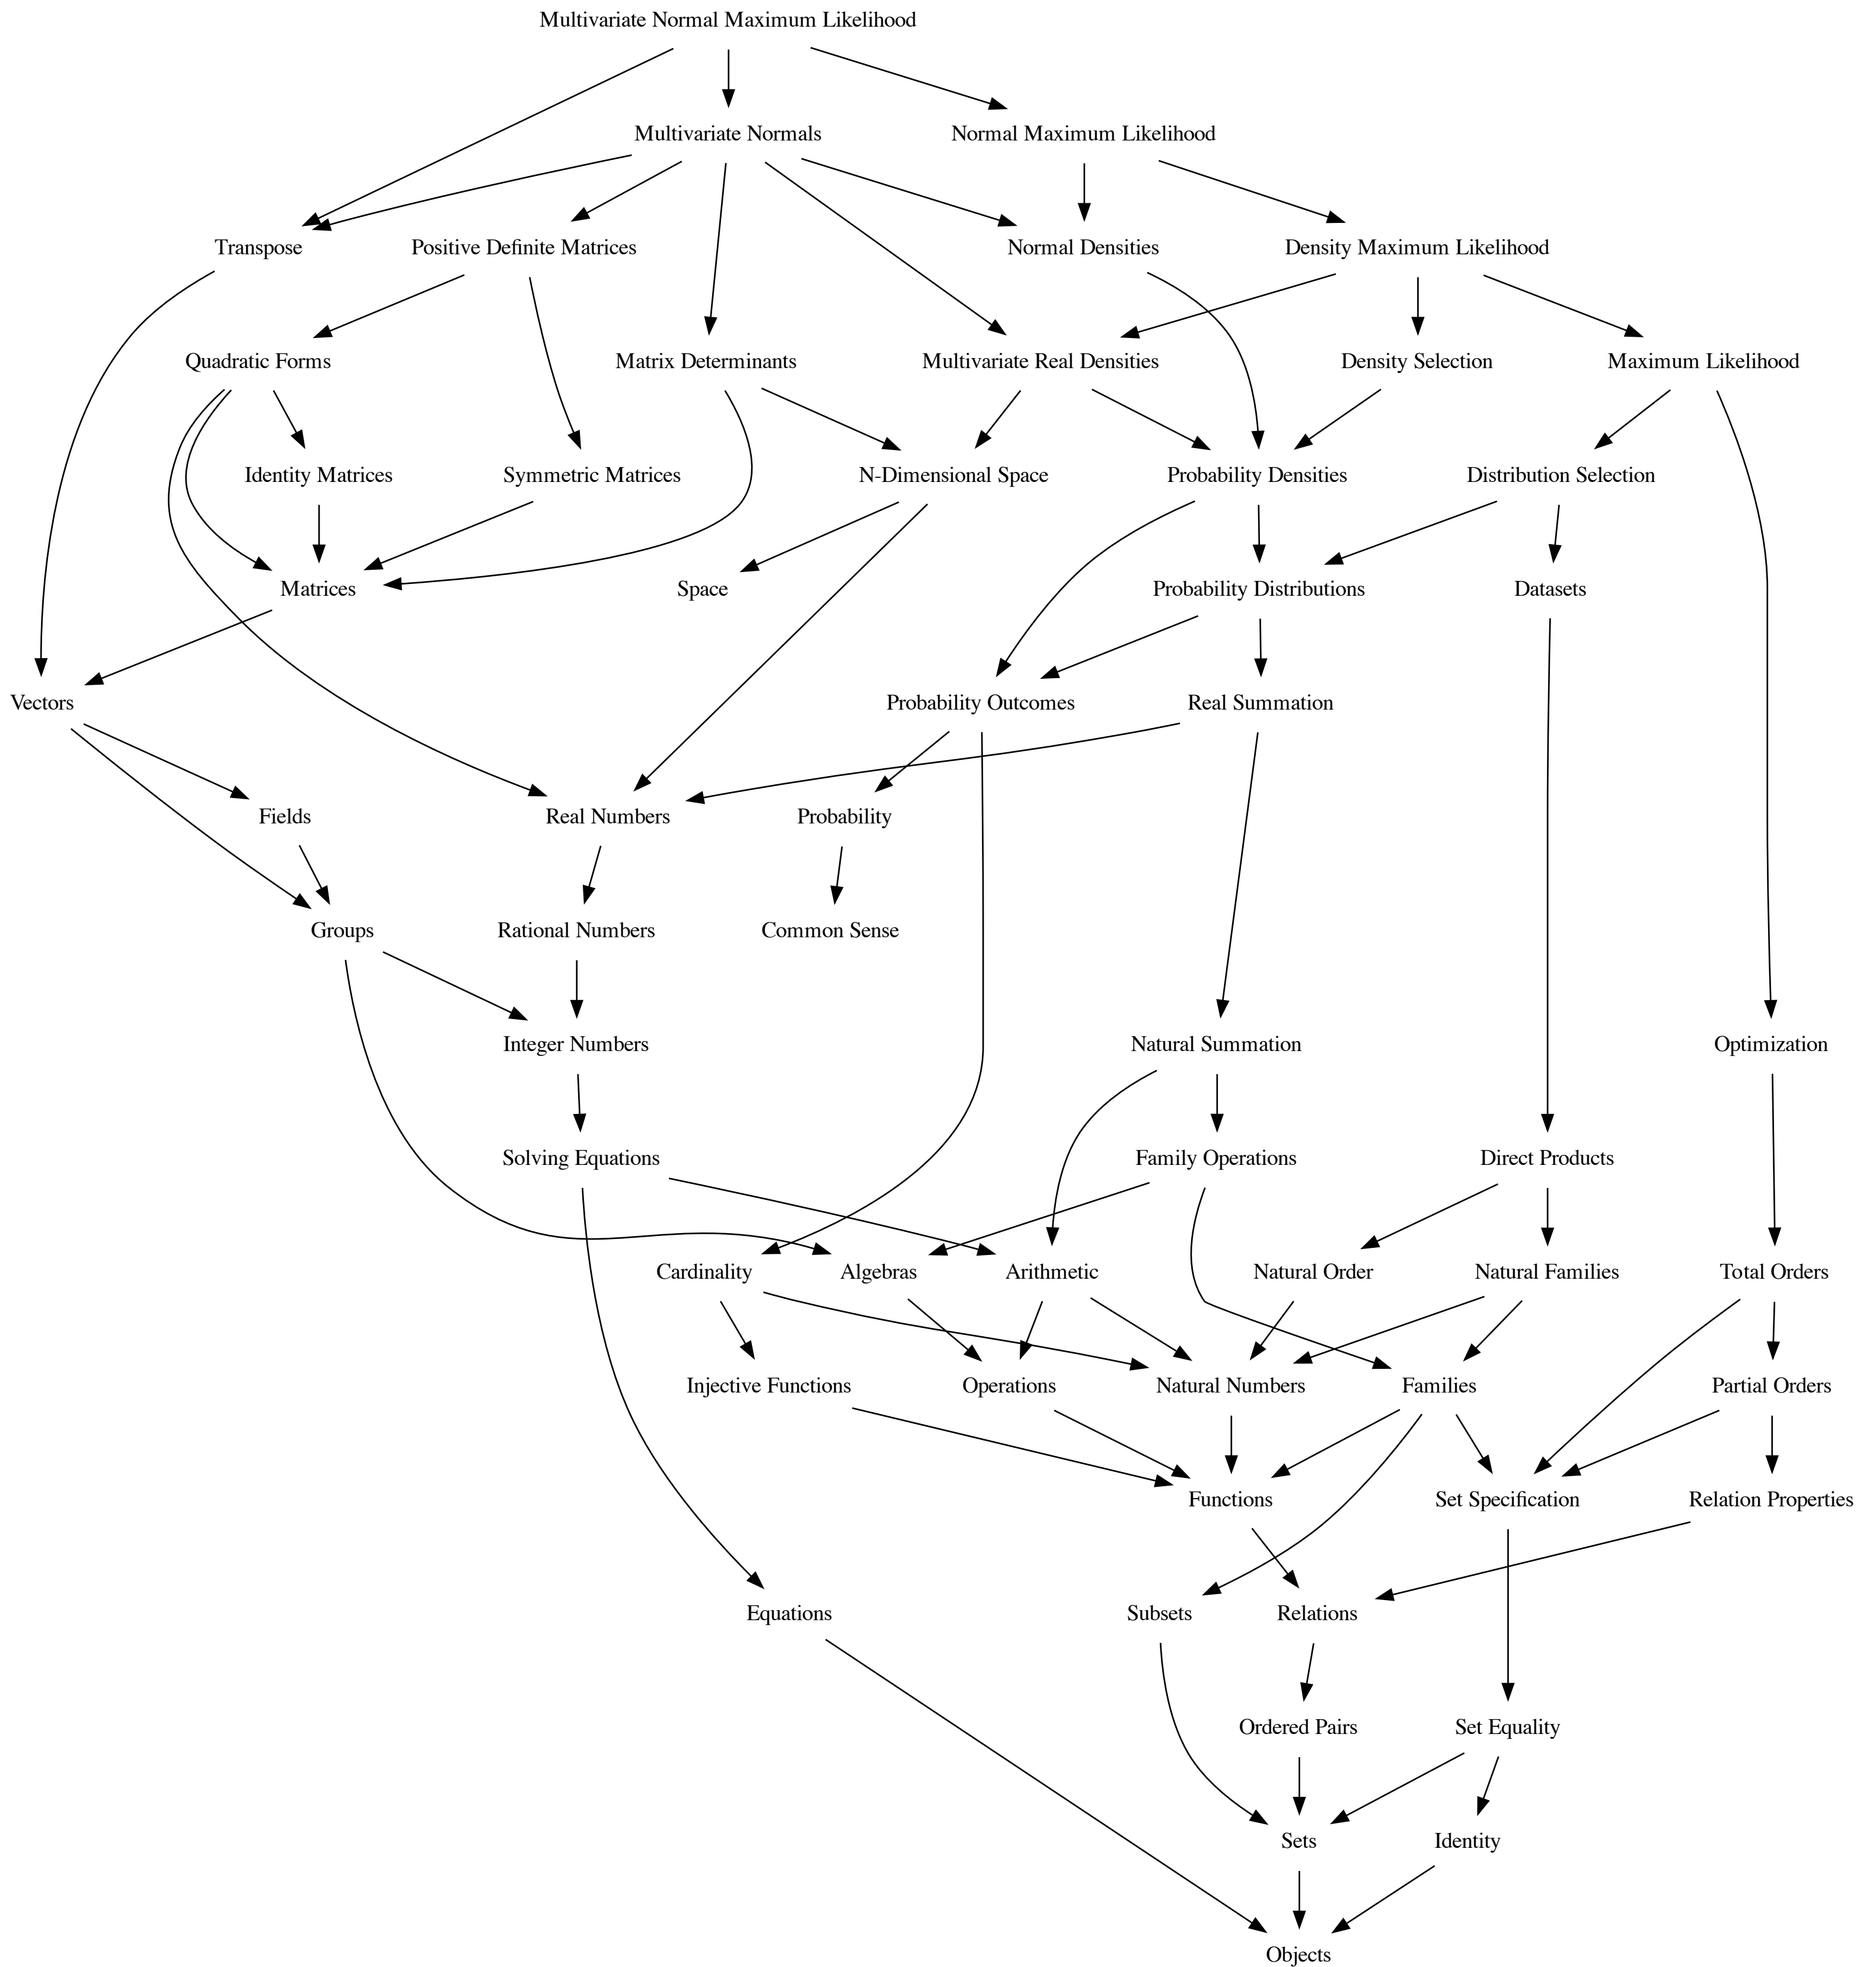 Multivariate Normal Maximum Likelihood
Multivariate Normals
Normal Maximum Likelihood
Transpose
Positive Definite Matrices
Normal Densities
Density Maximum Likelihood
Quadratic Forms
Matrix Determinants
Multivariate Real Densities
Density Selection
Maximum Likelihood
Identity Matrices
Symmetric Matrices
N-Dimensional Space
Probability Densities
Distribution Selection
Matrices
Space
Probability Distributions
Datasets
Vectors
Probability Outcomes
Real Summation
Fields
Real Numbers
Probability
Groups
Rational Numbers
Common Sense
Integer Numbers
Natural Summation
Optimization
Solving Equations
Family Operations
Direct Products
Cardinality
Algebras
Arithmetic
Natural Order
Natural Families
Total Orders
Injective Functions
Operations
Natural Numbers
Families
Partial Orders
Functions
Set Specification
Relation Properties
Equations
Subsets
Relations
Ordered Pairs
Set Equality
Sets
Identity
Objects